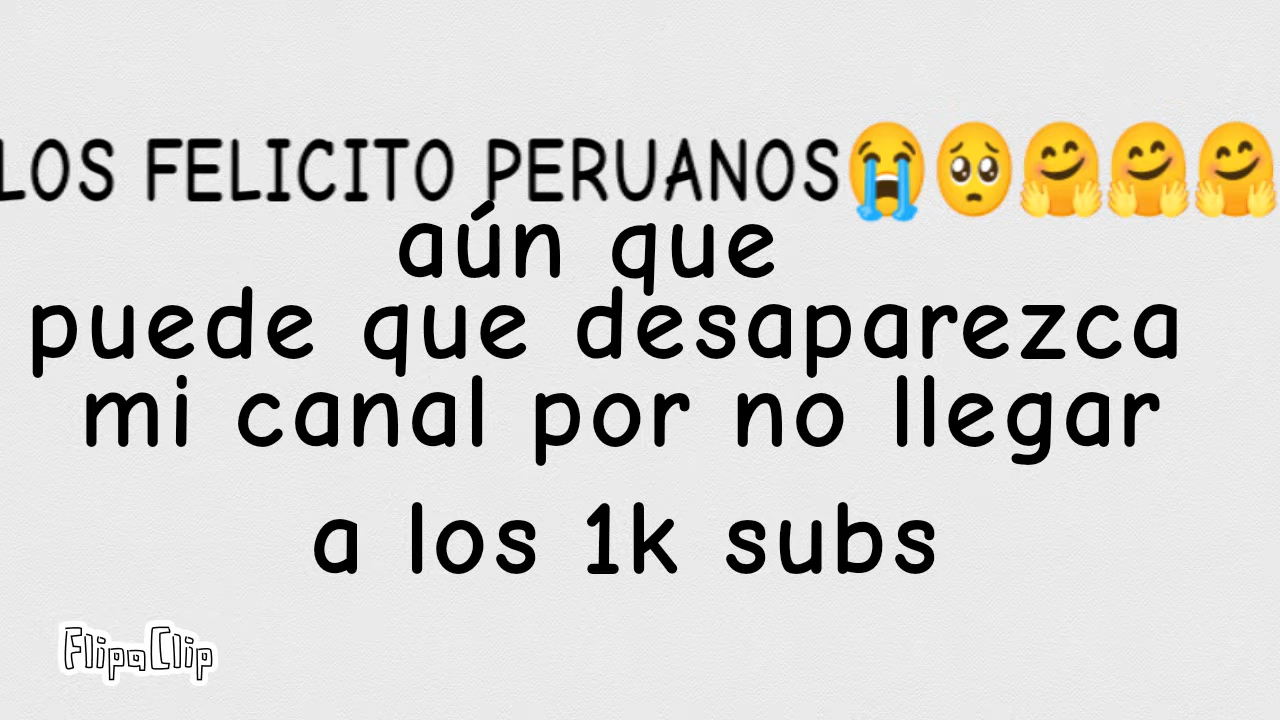 LOS FELICITO PERUANOS😭🥺🤗🤗🤗
aún que
puede que desaparezca
mi canal por no llegar
a los 1k subs
FlipaClip